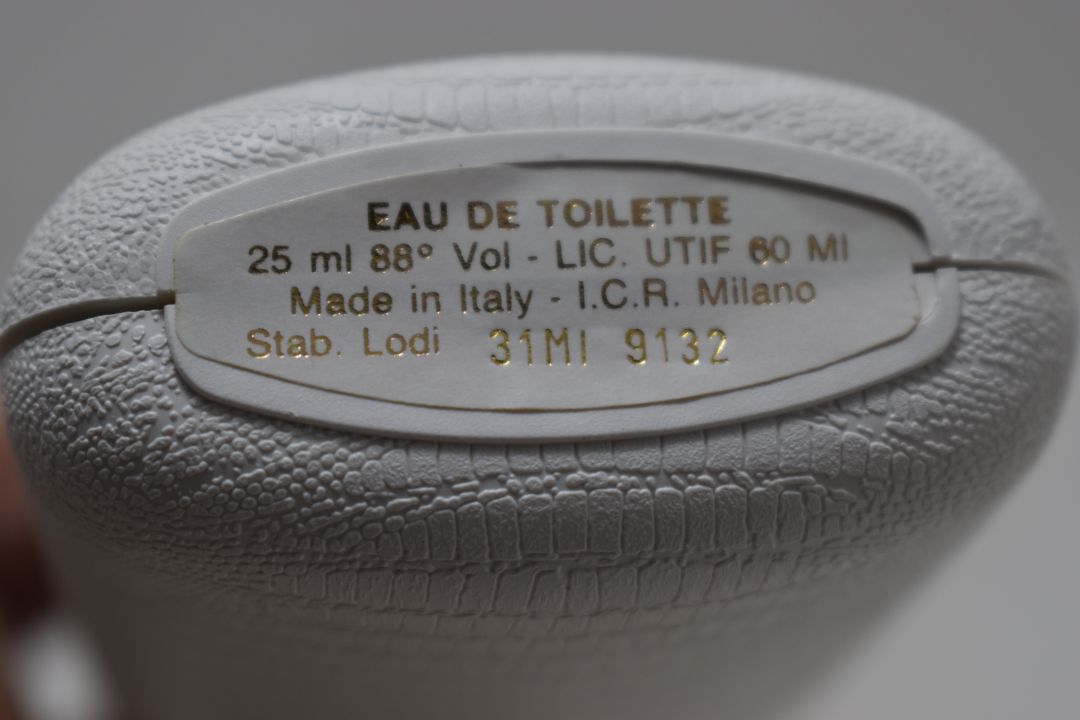 EAU DE TOILETTE
25 ml 88° Vol - LIC. UTIF 60 MI
Made in Italy - I.C.R. Milano
Stab. Lodi 31MI 9132